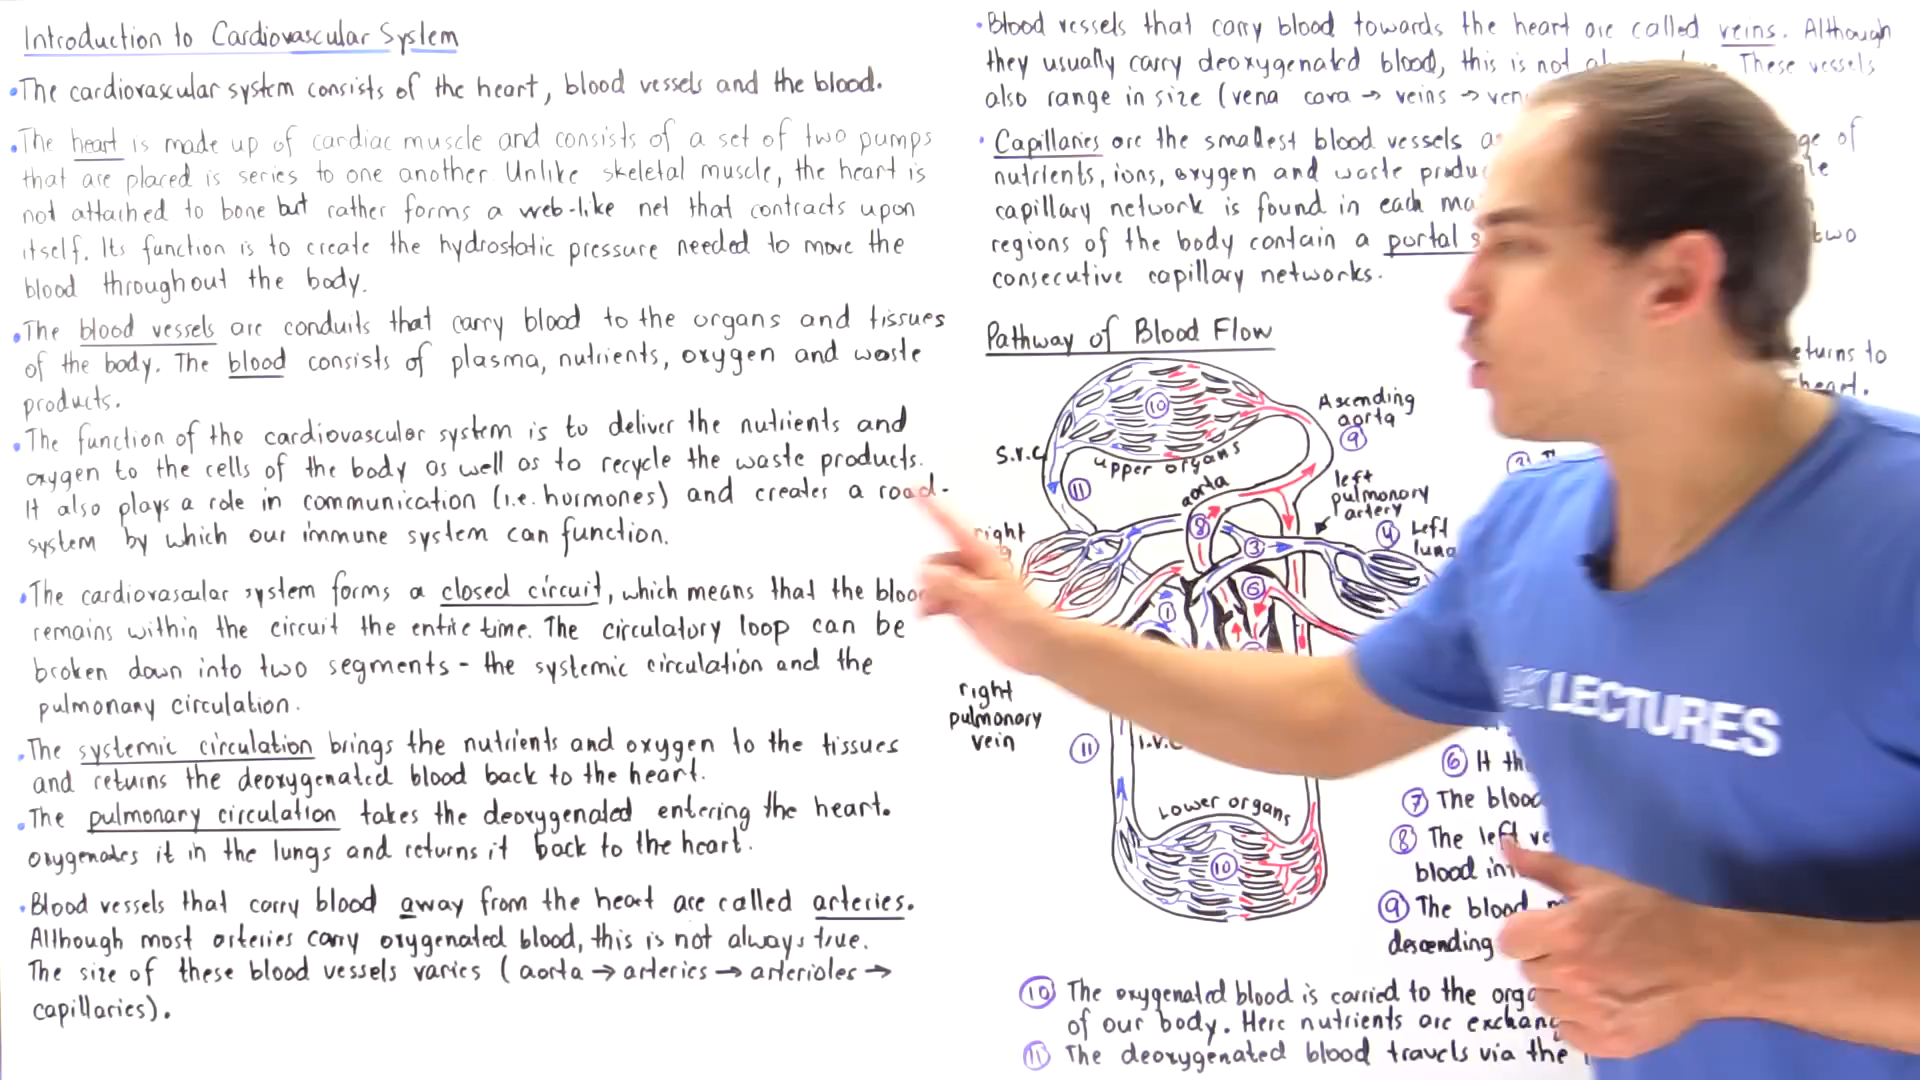 Introduction to Cardiovascular System
•The cardiovascular system consists of the heart, blood vessels and the blood.
•The heart is made up of cardiac muscle and consists of a set of two pumps
that are placed is series to one another. Unlike skeletal muscle, the heart is
not attached to bone but rather forms a web-like net that contracts upon
itself. Its function is to create the hydrostatic pressure needed to move the
blood throughout the body.
•The blood vessels are conduits that carry blood to the organs and tissues
of the body. The blood consists of plasma, nutrients, oxygen and waste
products.
•The function of the cardiovascular system is to deliver the nutrients and
oxygen to the cells of the body as well as to recycle the waste products.
It also plays a role in communication (i.e. hormones) and creates a road-
system by which our immune system can function.
•The cardiovascular system forms a closed circuit, which means that the
remains within the circuit the entire time. The circulatory loop can be
broken down into two segments - the systemic circulation and the
pulmonary circulation.
•The systemic circulation brings the nutrients and oxygen to the tissues
and returns the deoxygenated blood back to the heart.
•The pulmonary circulation takes the deoxygenated entering the heart.
oxygenates it in the lungs and returns it back to the heart.
•Blood vessels that carry blood away from the heart are called arteries.
Although most arteries carry oxygenated blood, this is not always true.
The size of these blood vessels varies (aorta → arteries → arterioles →
capillaries).
•Blood vessels that carry blood towards the heart are called veins. Although
they usually carry deoxygenated blood, this is not These vessels
also range in size (vena cava → veins →
•Capillaries are the smallest blood vessels of
nutrients, ions, oxygen and waste
capillary network is found in each
regions of the body contain a portal two
consecutive capillary networks.
Pathway of Blood Flow
returns to
heart.
10
Ascending
aorta
9
S.V.C
upper organs
11
aorta
left
pulmonary
artery
8
3
4
Left
right
1
6
right
pulmonary
vein
11
I.V.C
Lower organs
10
6 It
7 The blood
8 The left
blood
9 The blood
descending
10 The oxygenated blood is carried to the
of our body. Here nutrients are
11 The deoxygenated blood travels via the
LECTURES